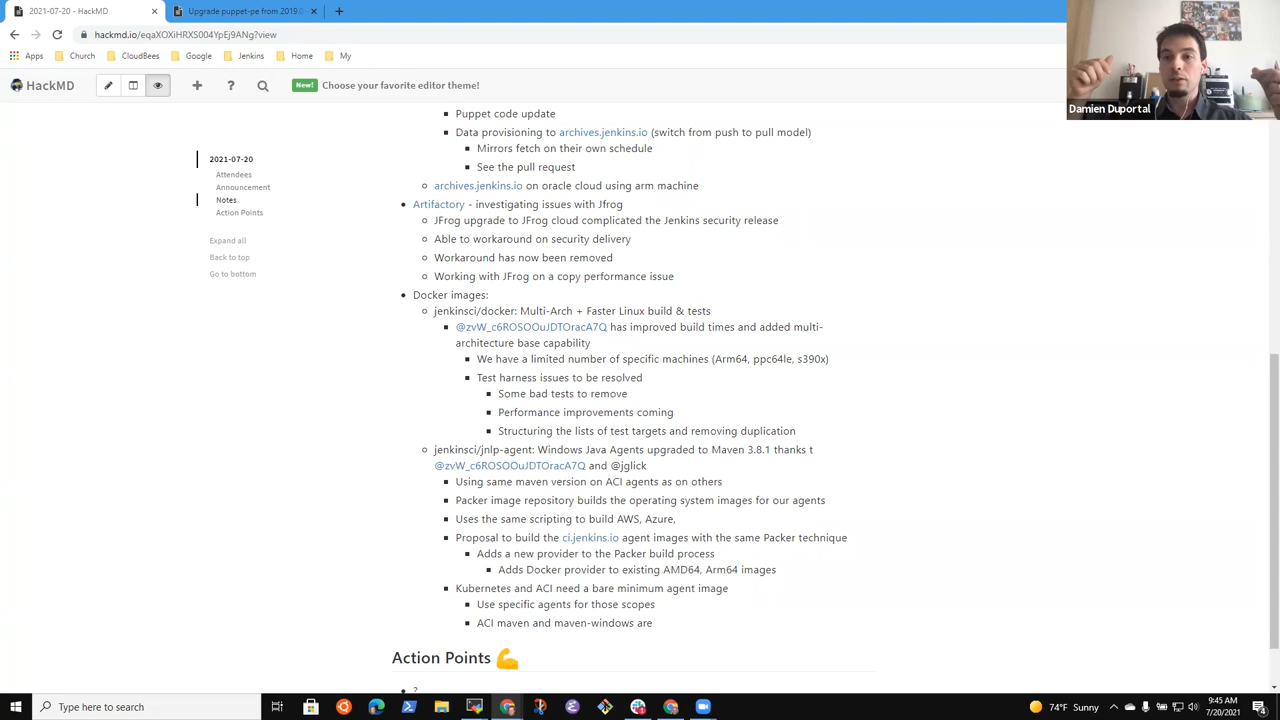 2021-07-20 - HackMD
Upgrade puppet-pe from 2019.0
hackmd.io/eqaXOXiHRXS004YpEj9ANg?view
Apps Church CloudBees Google Jenkins Home My
HackMD
New! Choose your favorite editor theme!
Damien Duportal
2021-07-20
Attendees
Announcement
Notes
Action Points
Expand all
Back to top
Go to bottom
Puppet code update
Data provisioning to archives.jenkins.io (switch from push to pull model)
Mirrors fetch on their own schedule
See the pull request
archives.jenkins.io on oracle cloud using arm machine
Artifactory - investigating issues with Jfrog
JFrog upgrade to JFrog cloud complicated the Jenkins security release
Able to workaround on security delivery
Workaround has now been removed
Working with JFrog on a copy performance issue
Docker images:
jenkinsci/docker: Multi-Arch + Faster Linux build & tests
@zvW_c6ROSOOuJDTOracA7Q has improved build times and added multi-
architecture base capability
We have a limited number of specific machines (Arm64, ppc64le, s390x)
Test harness issues to be resolved
Some bad tests to remove
Performance improvements coming
Structuring the lists of test targets and removing duplication
jenkinsci/jnlp-agent: Windows Java Agents upgraded to Maven 3.8.1 thanks t
@zvW_c6ROSOOuJDTOracA7Q and @jglick
Using same maven version on ACI agents as on others
Packer image repository builds the operating system images for our agents
Uses the same scripting to build AWS, Azure,
Proposal to build the ci.jenkins.io agent images with the same Packer technique
Adds a new provider to the Packer build process
Adds Docker provider to existing AMD64, Arm64 images
Kubernetes and ACI need a bare minimum agent image
Use specific agents for those scopes
ACI maven and maven-windows are
Action Points 💪
?
Type here to search
74°F Sunny
9:45 AM
7/20/2021